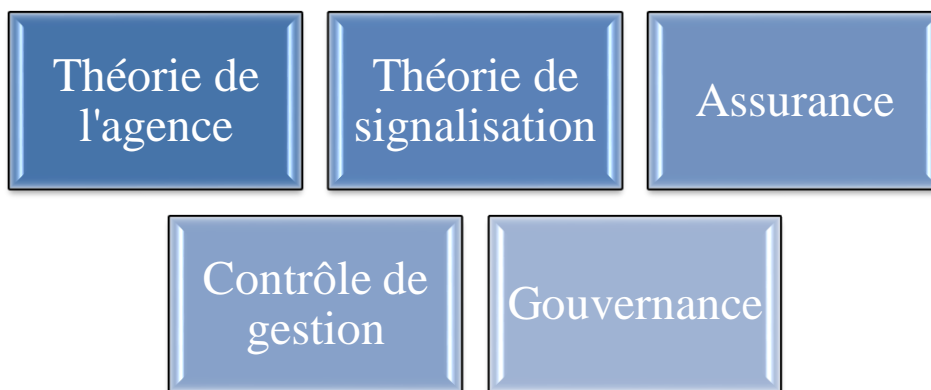 Théorie de
l'agence
Théorie de
signalisation
Assurance
Contrôle de
gestion
Gouvernance